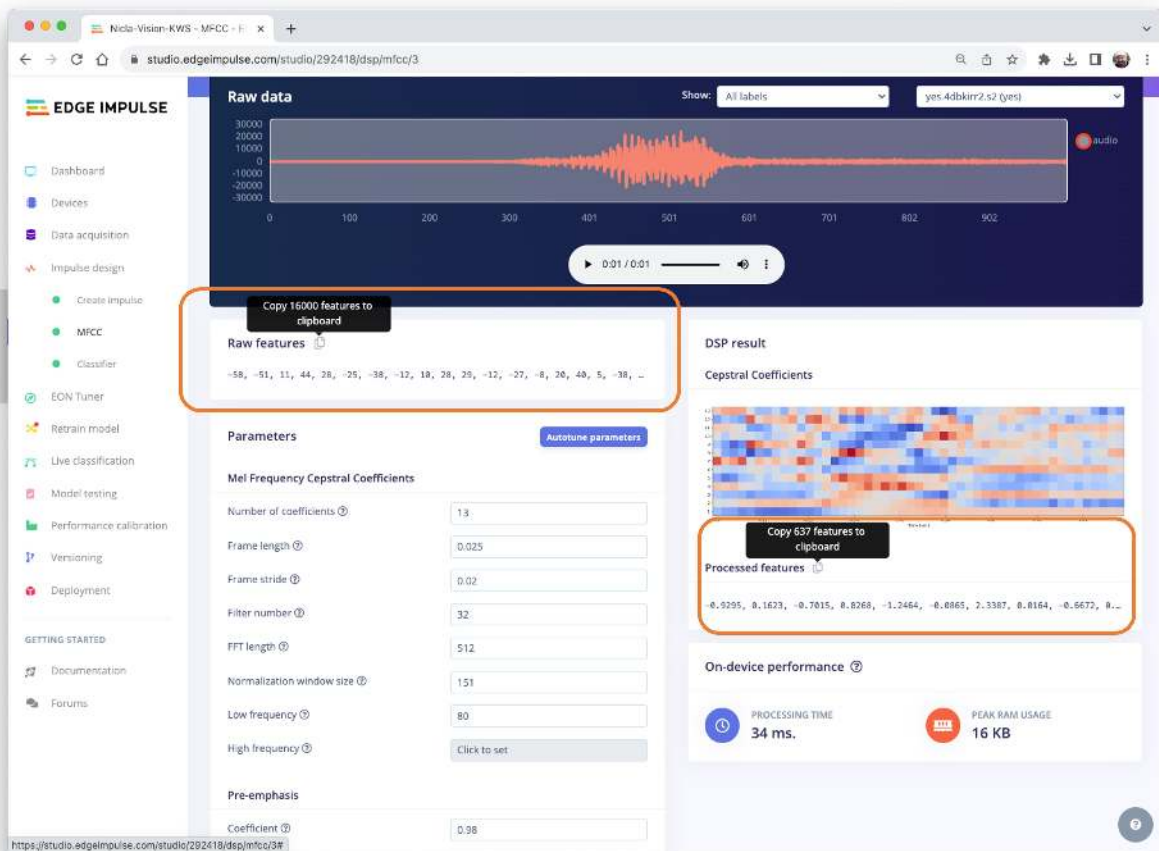 Nicla-Vision-KWS - MFCC - E
studio.edgeimpulse.com/studio/292418/dsp/mfcc/3
EDGE IMPULSE
Dashboard
Devices
Data acquisition
Impulse design
Create impulse
MFCC
Classifier
EON Tuner
Retrain model
Live classification
Model testing
Performance calibration
Versioning
Deployment
GETTING STARTED
Documentation
Forums
Raw data
Show:
All labels
yes.4dbkirr2.s2 (yes)
30000
20000
10000
0
-10000
-20000
-30000
0 100 200 300 401 501 601 701 802 902
audio
0:01 / 0:01
Copy 16000 features to
clipboard
Raw features
-58, -51, 11, 44, 28, -25, -38, -12, 10, 28, 29, -12, -27, -8, 20, 40, 5, -38, …
Parameters
Autotune parameters
Mel Frequency Cepstral Coefficients
Number of coefficients
13
Frame length
0.025
Frame stride
0.02
Filter number
32
FFT length
512
Normalization window size
151
Low frequency
80
High frequency
Click to set
Pre-emphasis
Coefficient
0.98
DSP result
Cepstral Coefficients
Copy 637 features to
clipboard
Processed features
-0.9295, 0.1623, -0.7015, 0.8268, -1.2464, -0.0865, 2.3387, 0.0164, -0.6672, 0.…
On-device performance
PROCESSING TIME
34 ms.
PEAK RAM USAGE
16 KB
https://studio.edgeimpulse.com/studio/292418/dsp/mfcc/3#